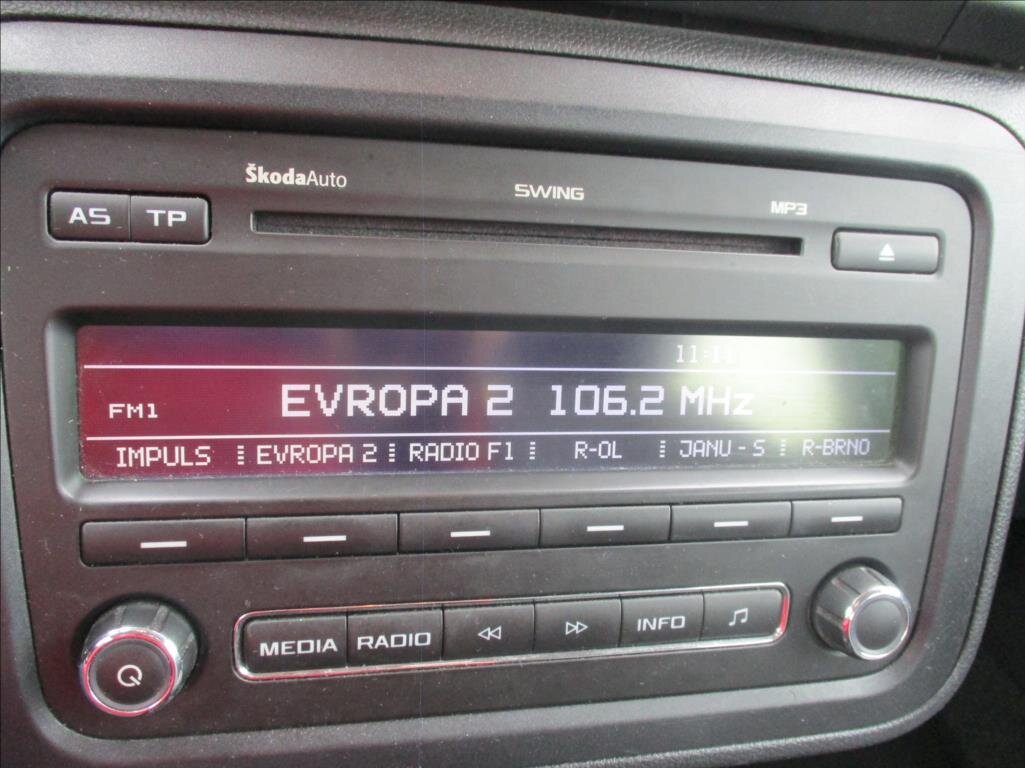 ŠkodaAuto
SWING
MP3
AS TP
FM1
EVROPA 2 106.2 MHz
IMPULS EVROPA 2 RADIO F1 R-OL JANU - S R-BRNO
MEDIA RADIO INFO